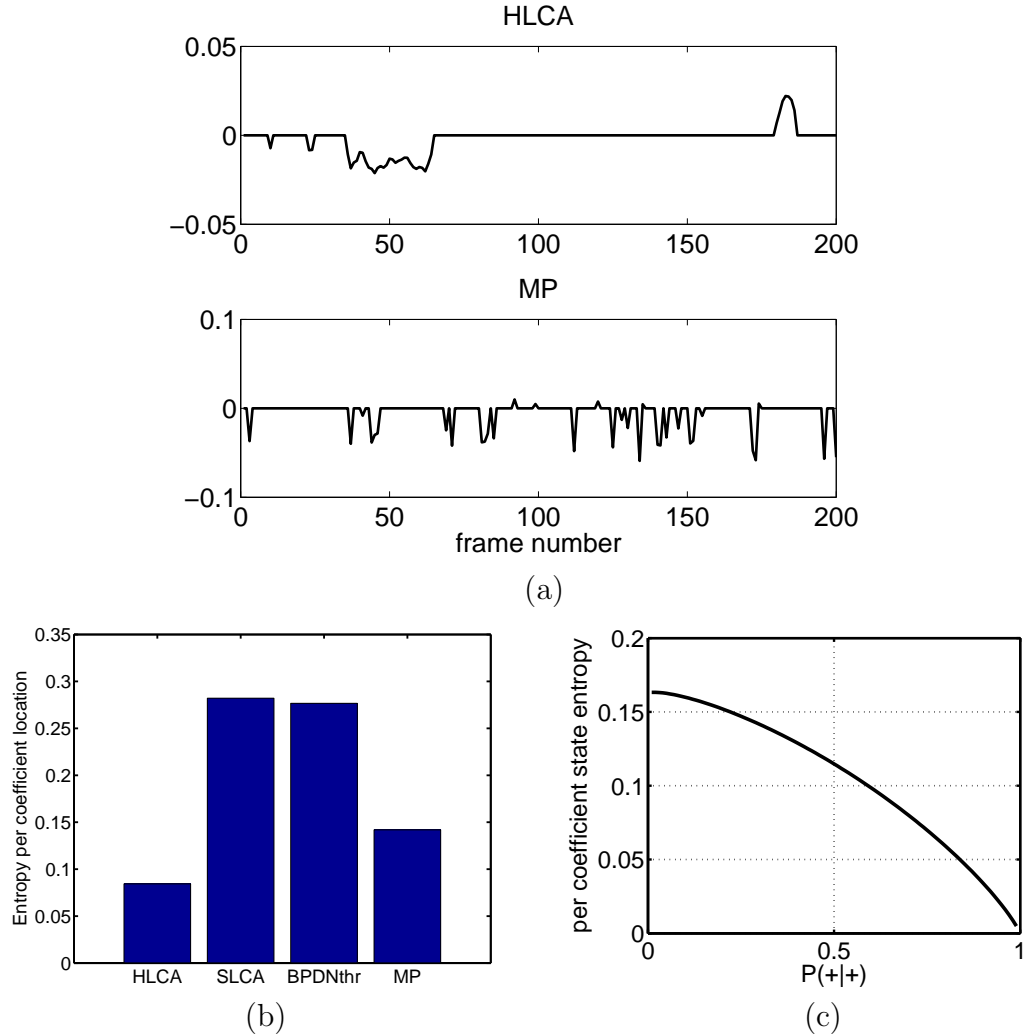 HLCA
0.05
0
−0.05
0 50 100 150 200
MP
0.1
0
−0.1
0 50 100 150 200
frame number
(a)
Entropy per coefficient location
0.35
0.3
0.25
0.2
0.15
0.1
0.05
0
HLCA SLCA BPDNthr MP
(b)
per coefficient state entropy
0.2
0.15
0.1
0.05
0
0 0.5 1
P(+|+)
(c)